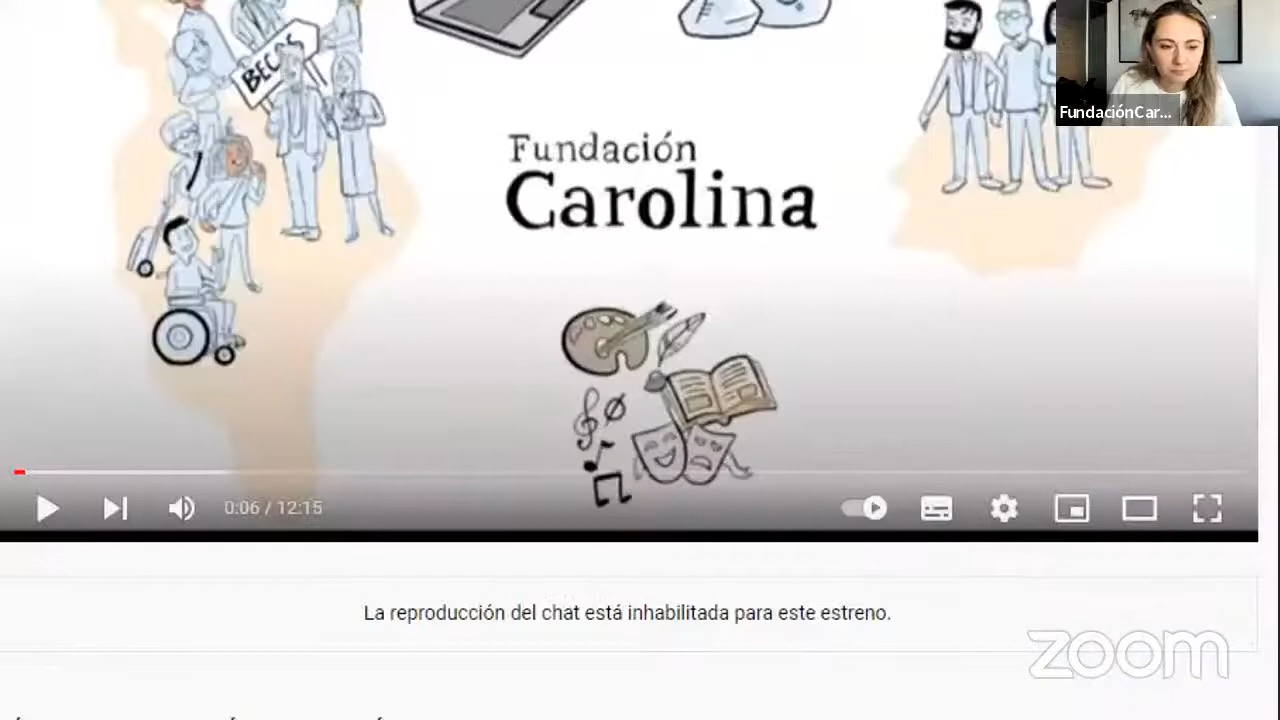 BECAS
FundaciónCar...
Fundación
Carolina
0:06 / 12:15
La reproducción del chat está inhabilitada para este estreno.
zoom